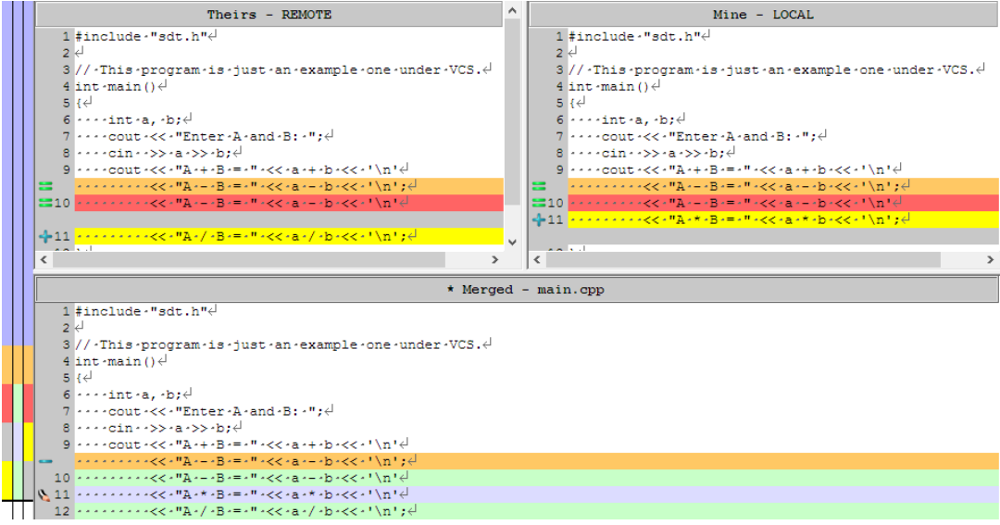 Theirs - REMOTE
1 #include·"sdt.h"↵
2 ↵
3 //·This·program·is·just·an·example·one·under·VCS.↵
4 int·main()↵
5 {↵
6 ····int·a,·b;↵
7 ····cout·<<·"Enter·A·and·B:·";↵
8 ····cin··>>·a·>>·b;↵
9 ····cout·<<·"A·+·B·=·"·<<·a·+·b·<<·'\n'↵
·········<<·"A·-·B·=·"·<<·a·-·b·<<·'\n';↵
10 ·········<<·"A·-·B·=·"·<<·a·-·b·<<·'\n'↵
11 ·········<<·"A·/·B·=·"·<<·a·/·b·<<·'\n';↵
Mine - LOCAL
1 #include·"sdt.h"↵
2 ↵
3 //·This·program·is·just·an·example·one·under·VCS.↵
4 int·main()↵
5 {↵
6 ····int·a,·b;↵
7 ····cout·<<·"Enter·A·and·B:·";↵
8 ····cin··>>·a·>>·b;↵
9 ····cout·<<·"A·+·B·=·"·<<·a·+·b·<<·'\n'↵
·········<<·"A·-·B·=·"·<<·a·-·b·<<·'\n';↵
10 ·········<<·"A·-·B·=·"·<<·a·-·b·<<·'\n'↵
11 ·········<<·"A·*·B·=·"·<<·a·*·b·<<·'\n';↵
* Merged - main.cpp
1 #include·"sdt.h"↵
2 ↵
3 //·This·program·is·just·an·example·one·under·VCS.↵
4 int·main()↵
5 {↵
6 ····int·a,·b;↵
7 ····cout·<<·"Enter·A·and·B:·";↵
8 ····cin··>>·a·>>·b;↵
9 ····cout·<<·"A·+·B·=·"·<<·a·+·b·<<·'\n'↵
·········<<·"A·-·B·=·"·<<·a·-·b·<<·'\n';↵
10 ·········<<·"A·-·B·=·"·<<·a·-·b·<<·'\n'↵
11 ·········<<·"A·*·B·=·"·<<·a·*·b·<<·'\n'↵
12 ·········<<·"A·/·B·=·"·<<·a·/·b·<<·'\n';↵